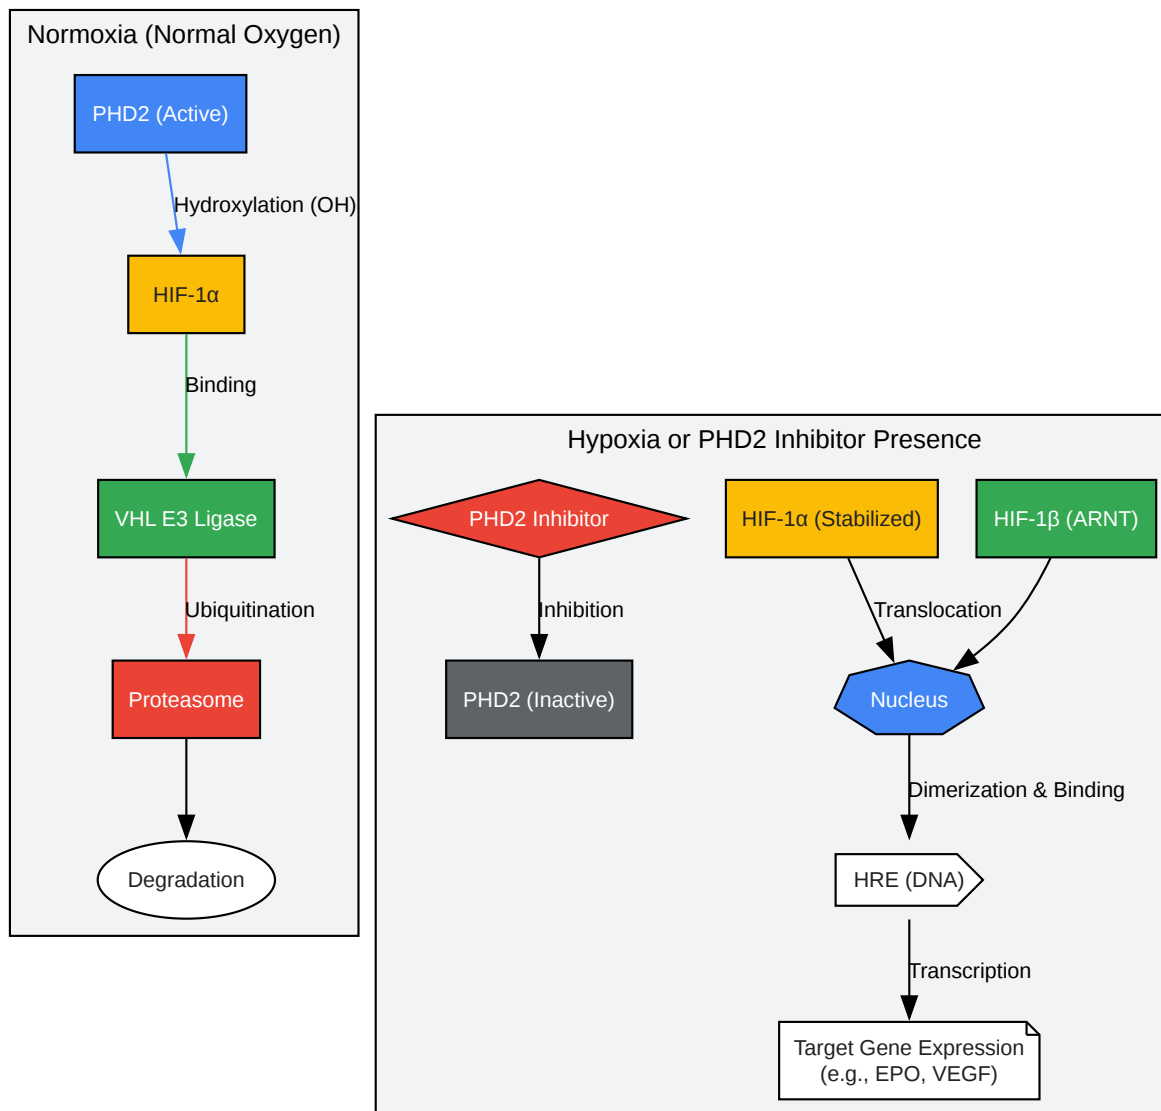 Normoxia (Normal Oxygen)
PHD2 (Active)
Hydroxylation (OH)
HIF-1α
Binding
VHL E3 Ligase
Ubiquitination
Proteasome
Degradation
Hypoxia or PHD2 Inhibitor Presence
PHD2 Inhibitor
HIF-1α (Stabilized)
HIF-1β (ARNT)
Inhibition
Translocation
PHD2 (Inactive)
Nucleus
Dimerization & Binding
HRE (DNA)
Transcription
Target Gene Expression
(e.g., EPO, VEGF)